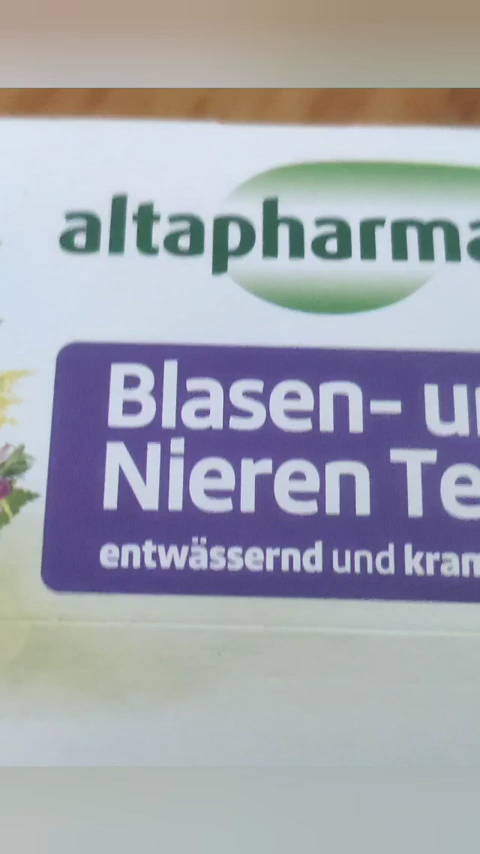 altapharma
Blasen- u
Nieren Te
entwässernd und kram